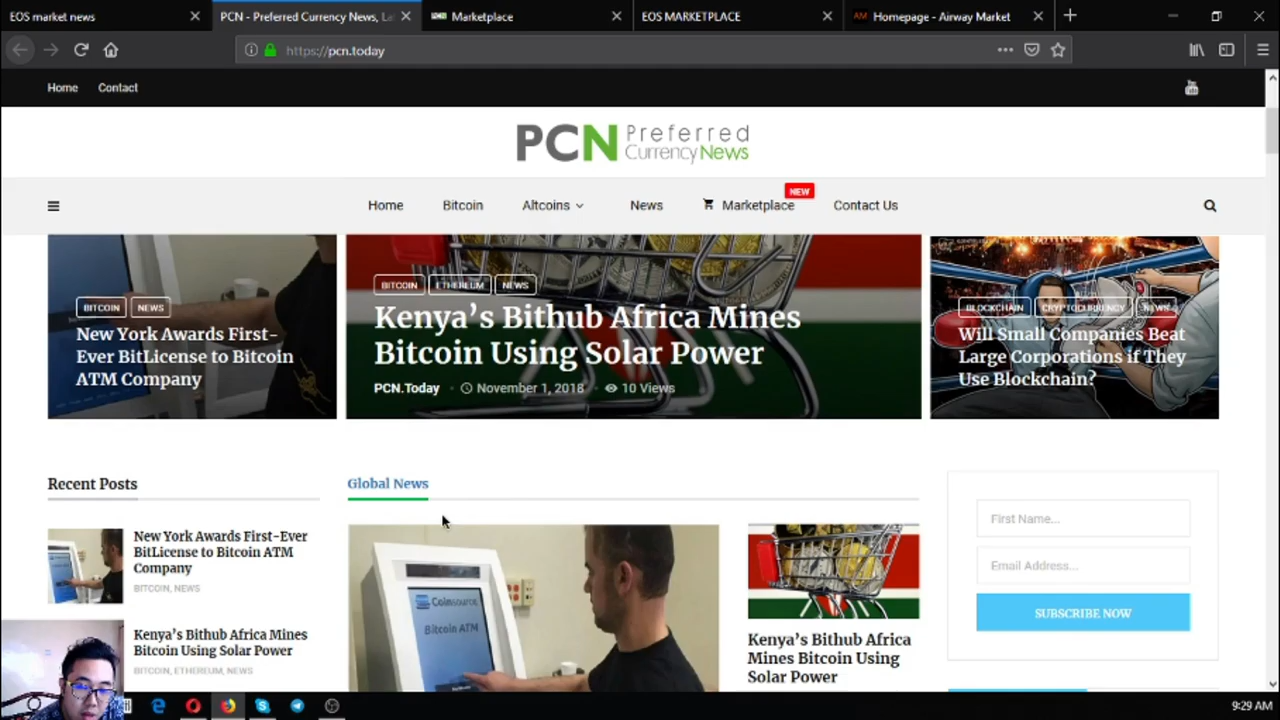 EOS market news
PCN - Preferred Currency News, La
Marketplace
EOS MARKETPLACE
AM Homepage - Airway Market
https://pcn.today
Home Contact
PCN Preferred
Currency News
NEW
Home Bitcoin Altcoins News Marketplace Contact Us
BITCOIN NEWS
New York Awards First-
Ever BitLicense to Bitcoin
ATM Company
BITCOIN ETHEREUM NEWS
Kenya's Bithub Africa Mines
Bitcoin Using Solar Power
PCN.Today November 1, 2018 10 Views
BLOCKCHAIN CRYPTOCURRENCY NEWS
Will Small Companies Beat
Large Corporations if They
Use Blockchain?
Recent Posts
New York Awards First-Ever
BitLicense to Bitcoin ATM
Company
BITCOIN, NEWS
Kenya's Bithub Africa Mines
Bitcoin Using Solar Power
BITCOIN, ETHEREUM, NEWS
Global News
Coinsource
Bitcoin ATM
Kenya's Bithub Africa
Mines Bitcoin Using
Solar Power
First Name...
Email Address...
SUBSCRIBE NOW
9:29 AM